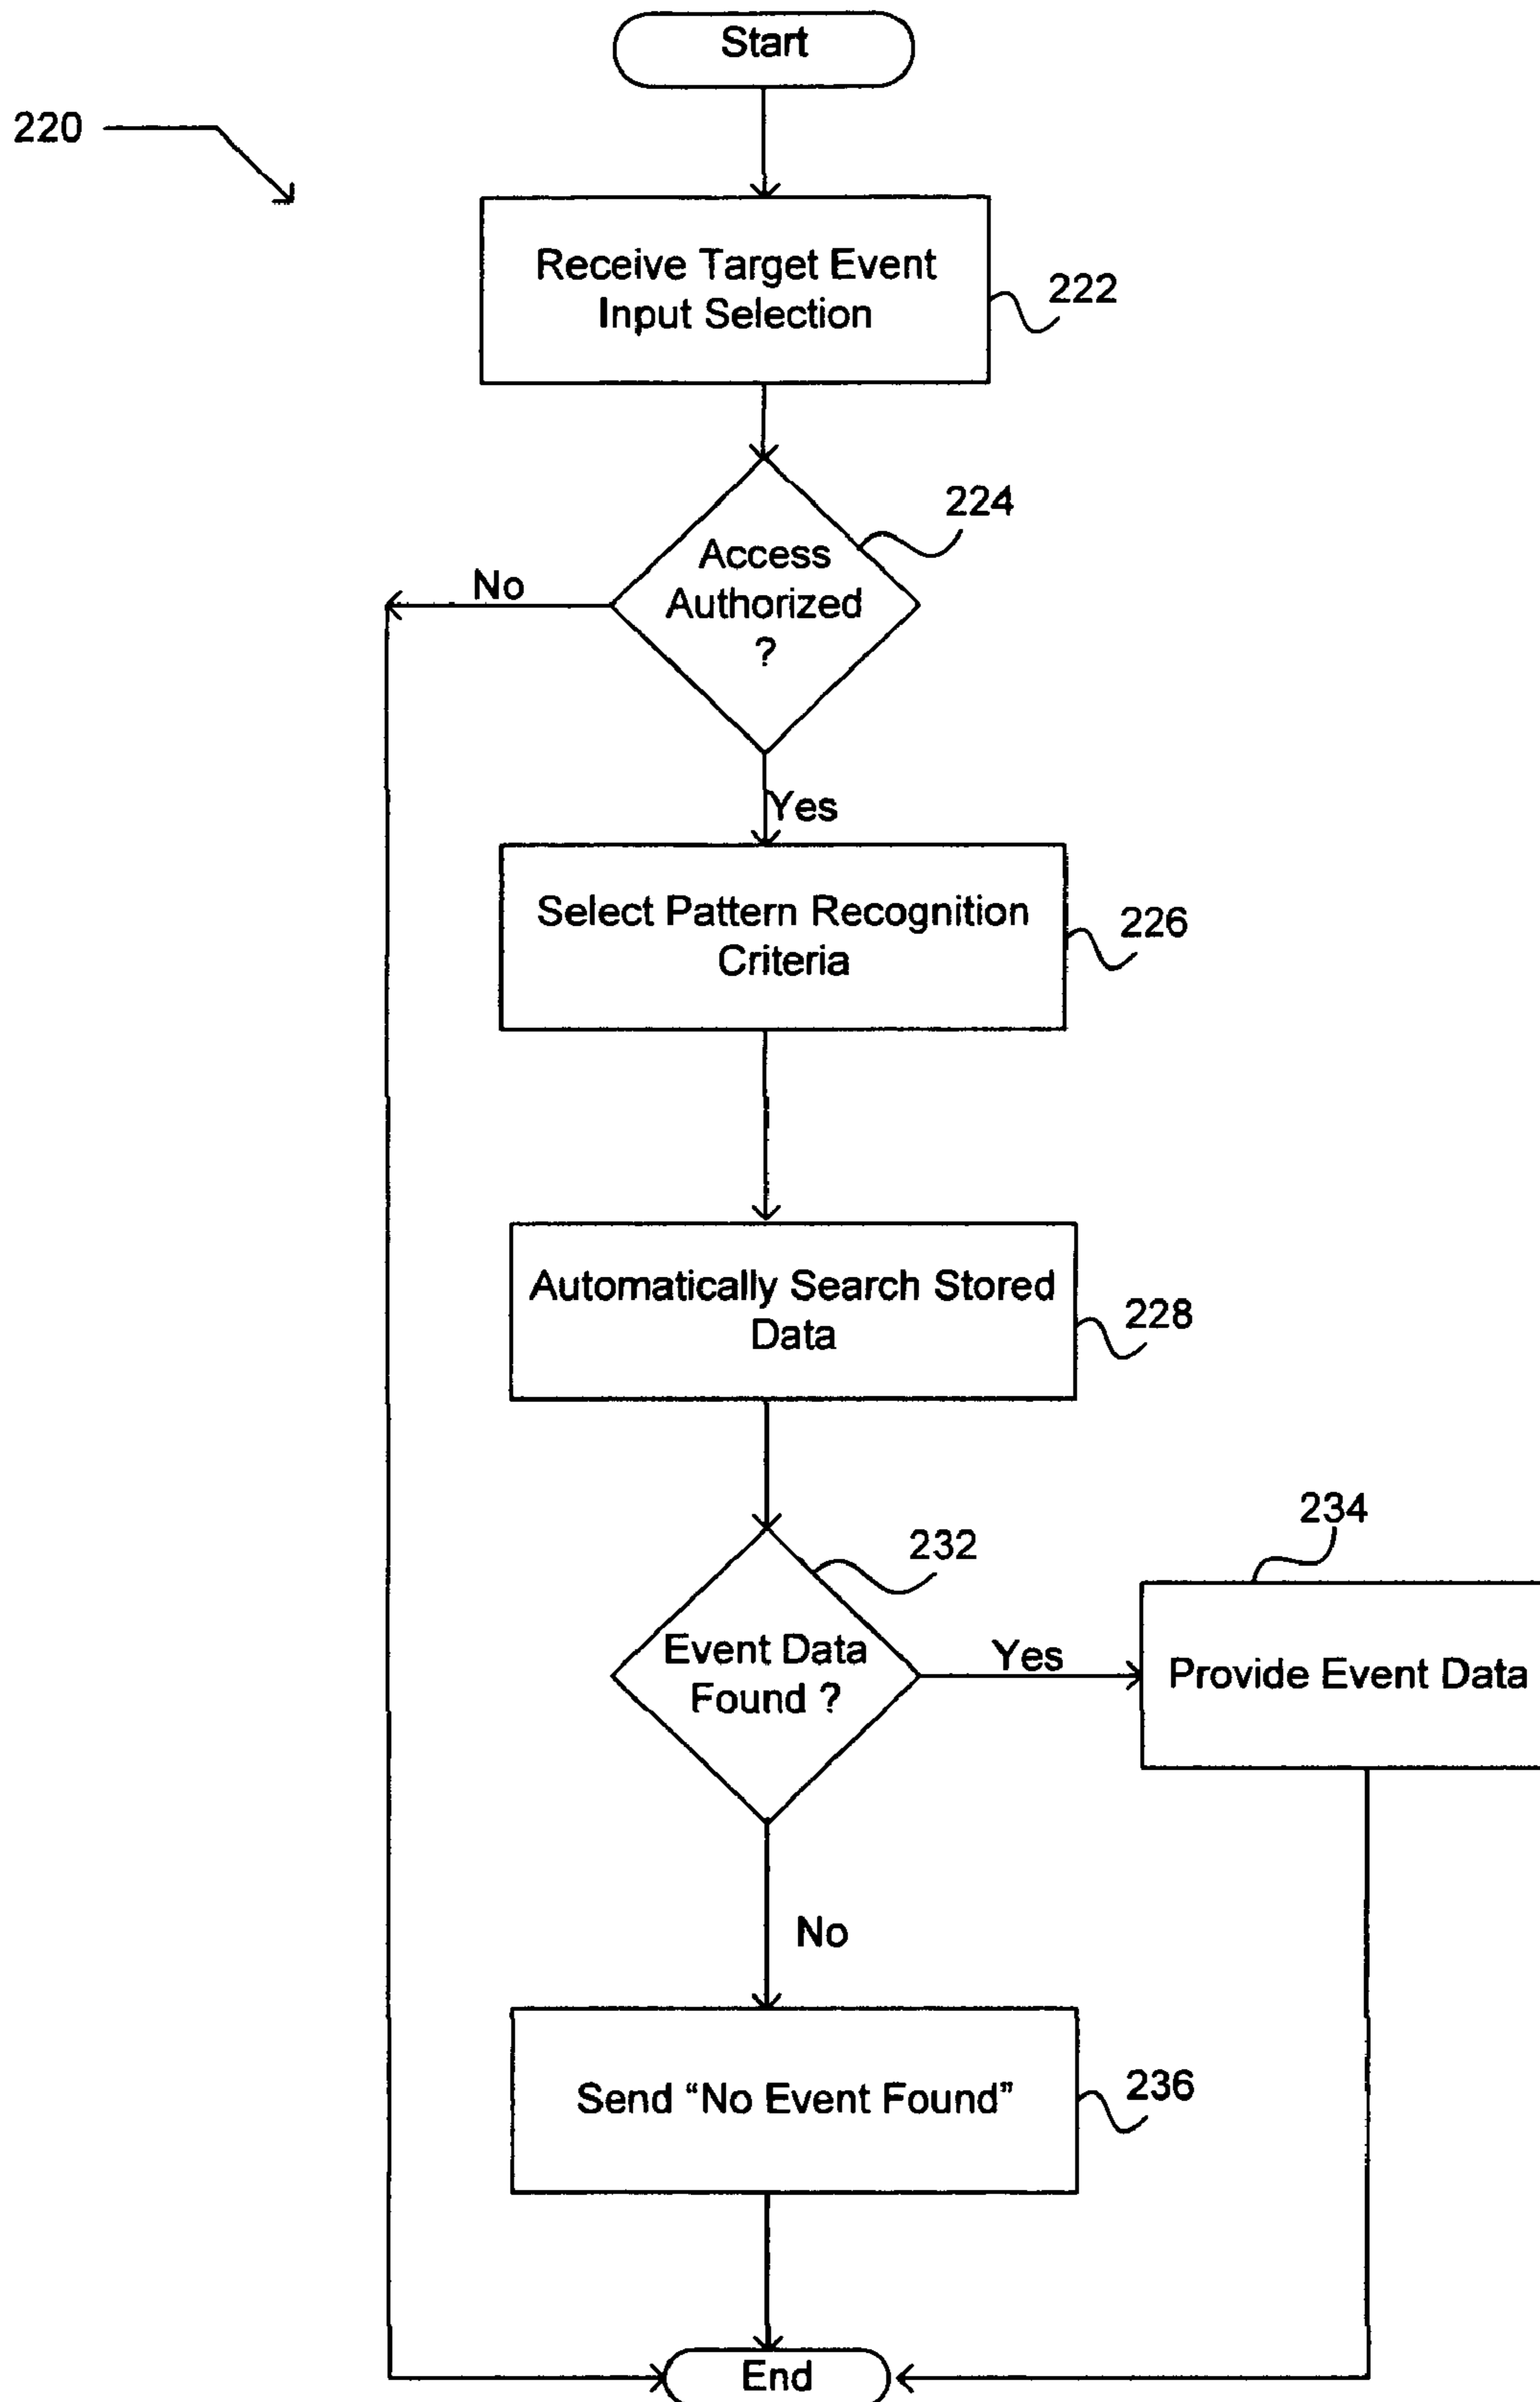 Start
220
Receive Target Event
Input Selection
222
224
Access
Authorized
?
No
Yes
Select Pattern Recognition
Criteria
226
Automatically Search Stored
Data
228
232
234
Event Data
Found ?
Yes
Provide Event Data
No
Send “No Event Found”
236
End